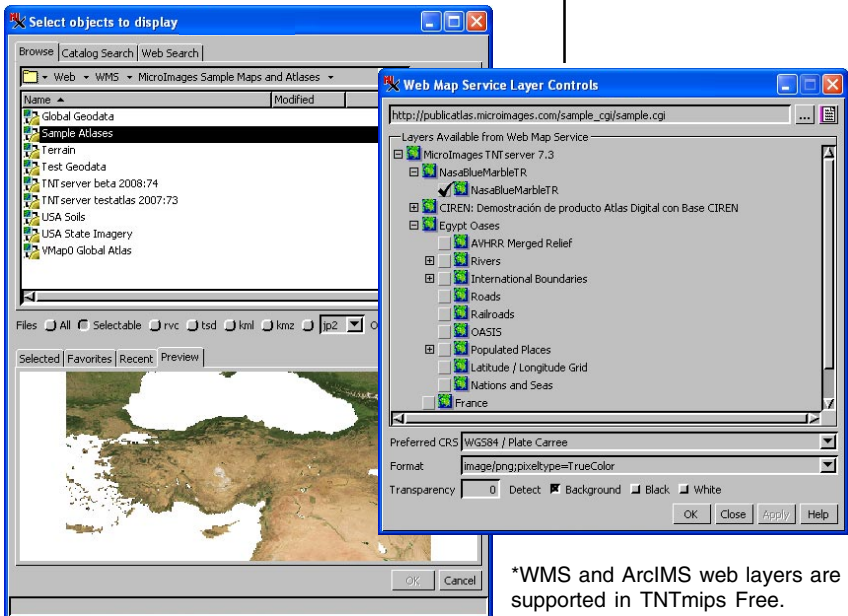 Select objects to display
Browse Catalog Search Web Search
Web WMS MicroImages Sample Maps and Atlases
Name Modified
Global Geodata
Sample Atlases
Terrain
Test Geodata
TNTserver beta 2008:74
TNTserver testatlas 2007:73
USA Soils
USA State Imagery
VMap0 Global Atlas
Files All Selectable rvc tsd kml kmz jp2
Selected Favorites Recent Preview
OK Cancel
Web Map Service Layer Controls
http://publicatlas.microimages.com/sample_cgi/sample.cgi ...
Layers Available from Web Map Service
MicroImages TNTserver 7.3
NasaBlueMarbleTR
NasaBlueMarbleTR
CIREN: Demostración de producto Atlas Digital con Base CIREN
Egypt Oases
AVHRR Merged Relief
Rivers
International Boundaries
Roads
Railroads
OASIS
Populated Places
Latitude / Longitude Grid
Nations and Seas
France
Preferred CRS WGS84 / Plate Carree
Format image/png;pixeltype=TrueColor
Transparency 0 Detect Background Black White
OK Close Apply Help
*WMS and ArcIMS web layers are
supported in TNTmips Free.